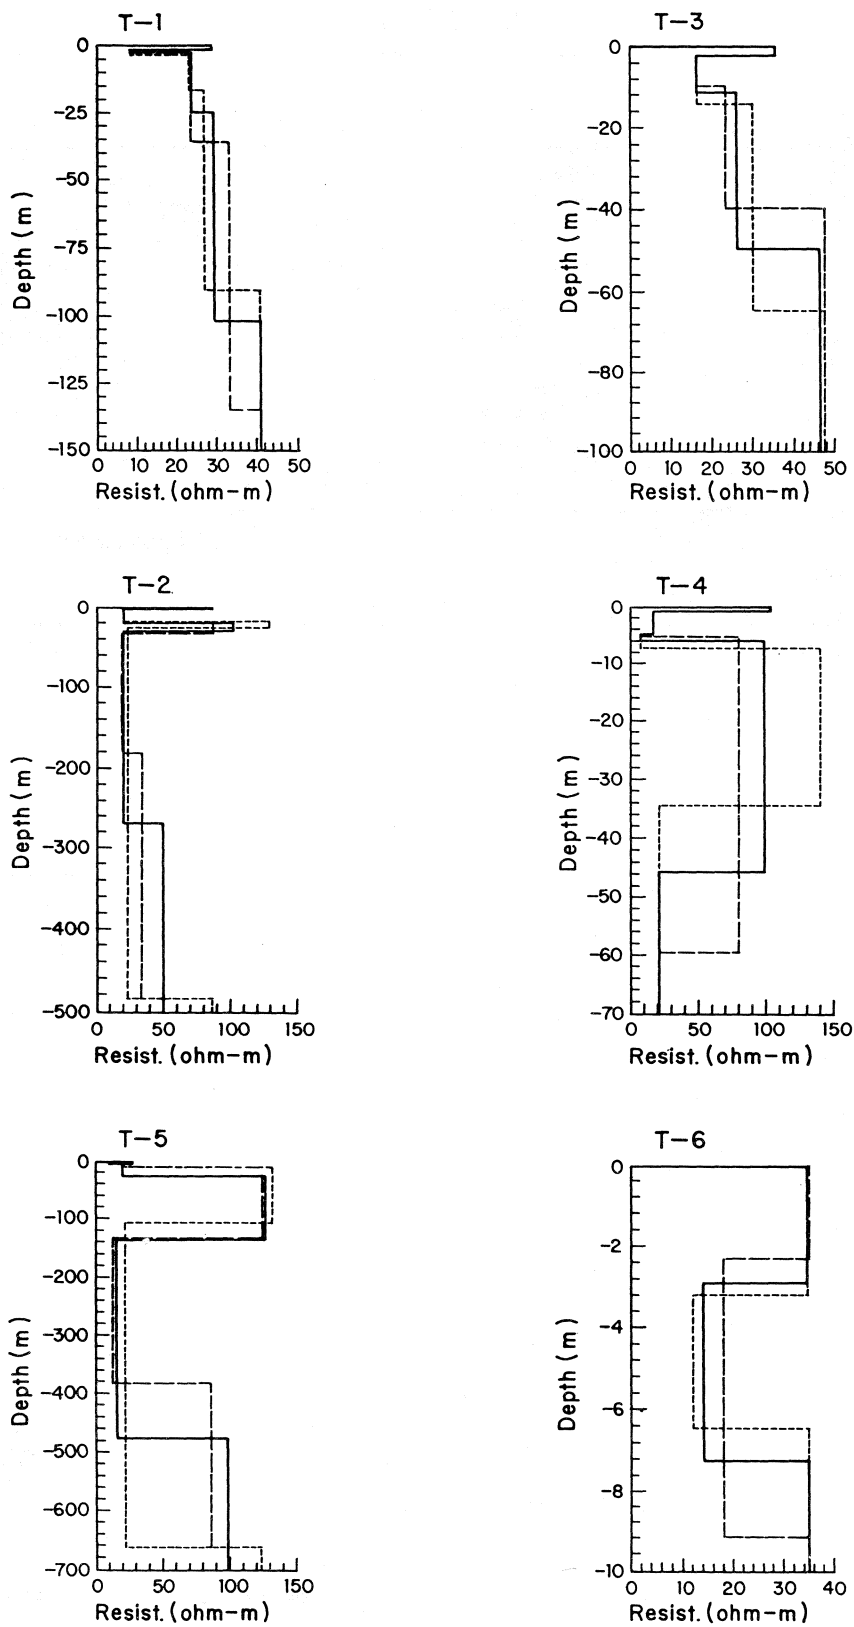 T-1
0
-25
-50
-75
-100
-125
-150
Depth (m)
0 10 20 30 40 50
Resist. (ohm-m)
T-3
0
-20
-40
-60
-80
-100
Depth (m)
0 10 20 30 40 50
Resist. (ohm-m)
T-2
0
-100
-200
-300
-400
-500
Depth (m)
0 50 100 150
Resist. (ohm-m)
T-4
0
-10
-20
-30
-40
-50
-60
-70
Depth (m)
0 50 100 150
Resist. (ohm-m)
T-5
0
-100
-200
-300
-400
-500
-600
-700
Depth (m)
0 50 100 150
Resist. (ohm-m)
T-6
0
-2
-4
-6
-8
-10
Depth (m)
0 10 20 30 40
Resist. (ohm-m)